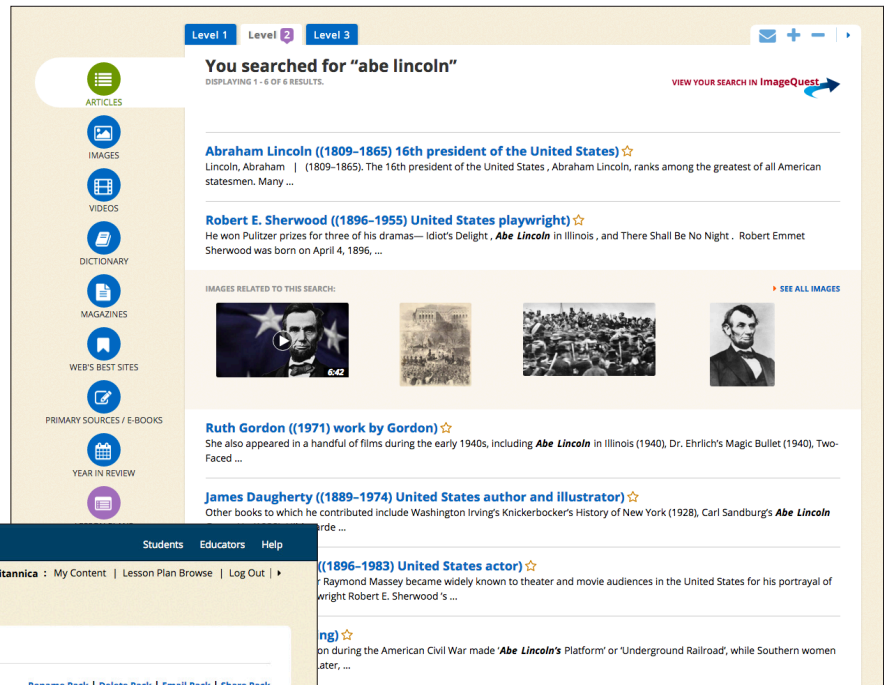 Level 1 Level 2 Level 3
You searched for “abe lincoln”
DISPLAYING 1 - 6 OF 6 RESULTS.
VIEW YOUR SEARCH IN ImageQuest
ARTICLES
IMAGES
VIDEOS
DICTIONARY
MAGAZINES
WEB'S BEST SITES
PRIMARY SOURCES / E-BOOKS
YEAR IN REVIEW
Abraham Lincoln ((1809–1865) 16th president of the United States)
Lincoln, Abraham | (1809–1865). The 16th president of the United States , Abraham Lincoln, ranks among the greatest of all American
statesmen. Many ...
Robert E. Sherwood ((1896–1955) United States playwright)
He won Pulitzer prizes for three of his dramas— Idiot's Delight , Abe Lincoln in Illinois , and There Shall Be No Night . Robert Emmet
Sherwood was born on April 4, 1896, ...
IMAGES RELATED TO THIS SEARCH:
SEE ALL IMAGES
6:42
Ruth Gordon ((1971) work by Gordon)
She also appeared in a handful of films during the early 1940s, including Abe Lincoln in Illinois (1940), Dr. Ehrlich's Magic Bullet (1940), Two-
Faced ...
James Daugherty ((1889–1974) United States author and illustrator)
Other books to which he contributed include Washington Irving's Knickerbocker's History of New York (1928), Carl Sandburg's Abe Lincoln
((1896–1983) United States actor)
Raymond Massey became widely known to theater and movie audiences in the United States for his portrayal of
wright Robert E. Sherwood 's ...
ng)
on during the American Civil War made 'Abe Lincoln's Platform' or 'Underground Railroad', while Southern women
Later, ...
Students Educators Help
itannica : My Content | Lesson Plan Browse | Log Out |
Rename Pack | Delete Pack | Email Pack | Share Pack